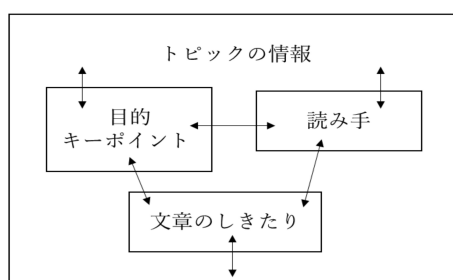 トピックの情報
目的
キーポイント
読み手
文章のしきたり